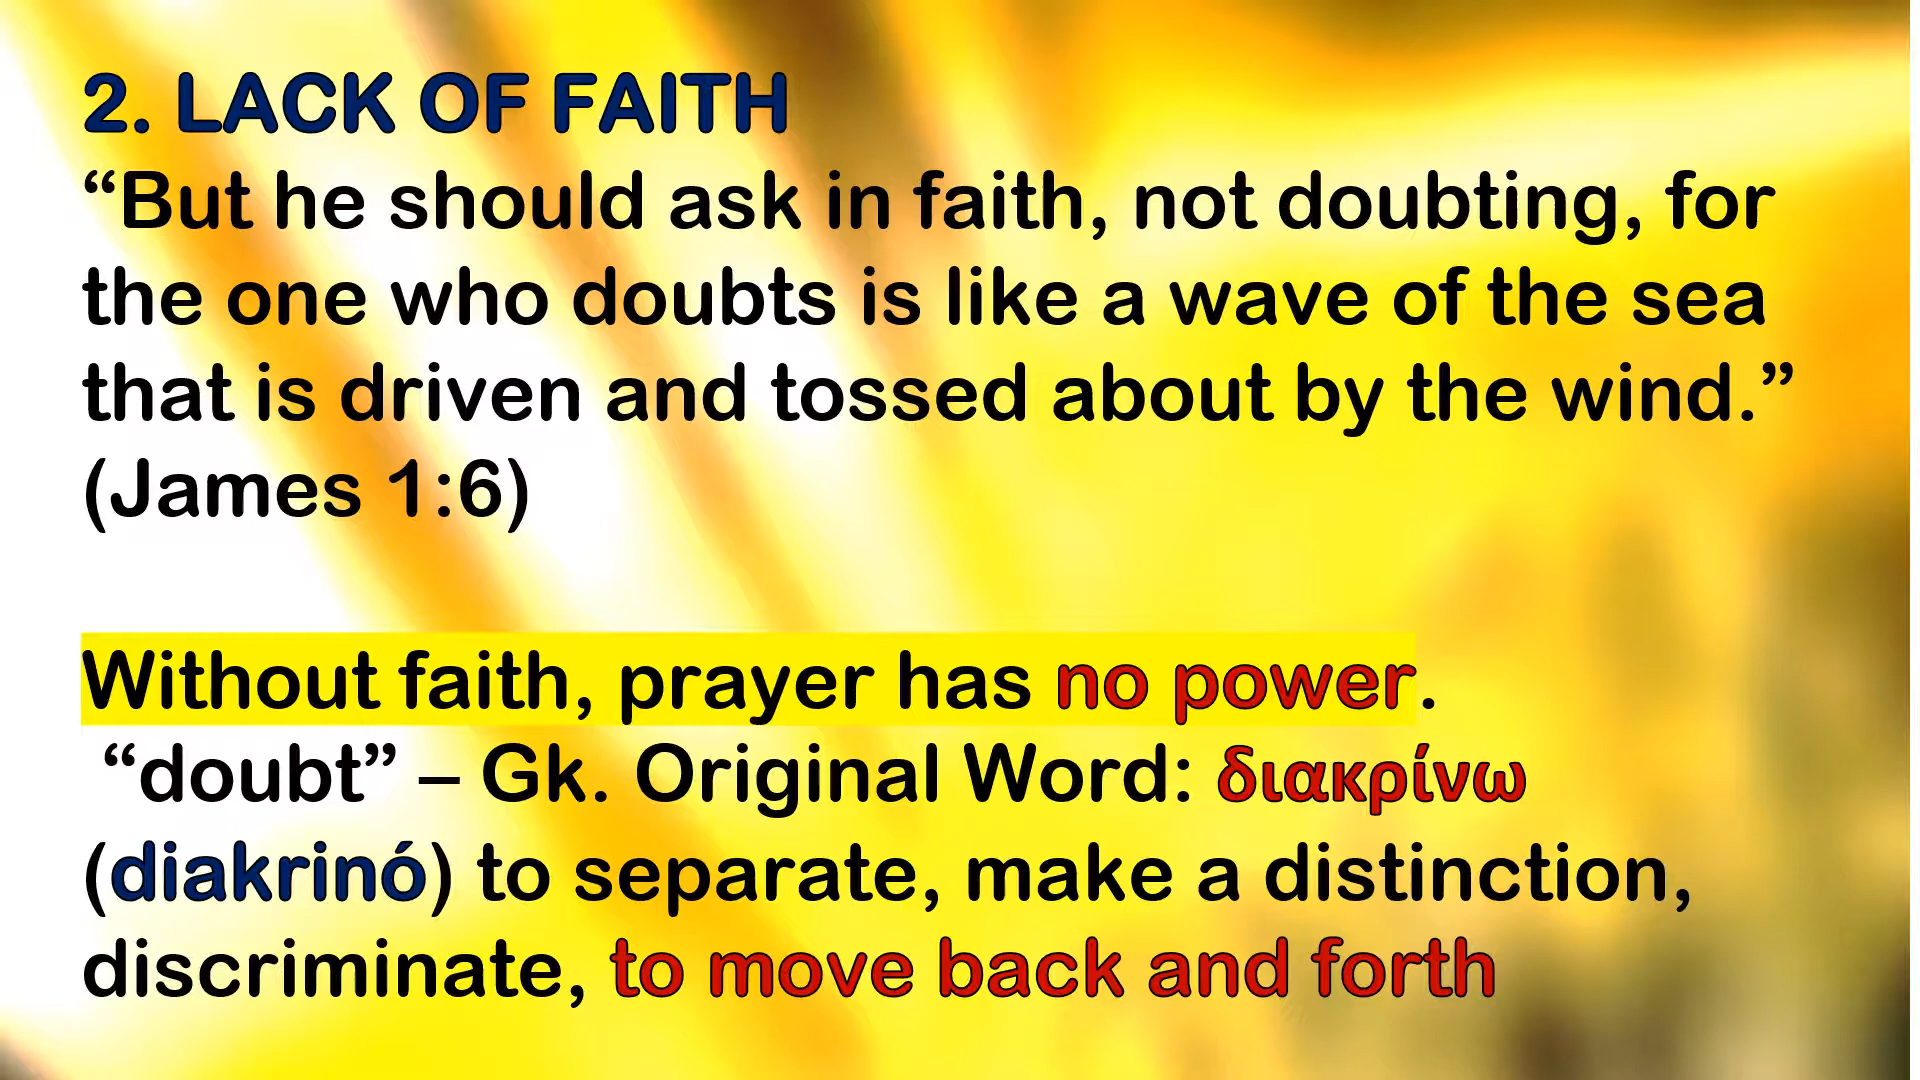 2. LACK OF FAITH
“But he should ask in faith, not doubting, for
the one who doubts is like a wave of the sea
that is driven and tossed about by the wind.”
(James 1:6)
Without faith, prayer has no power.
“doubt” – Gk. Original Word: διακρίνω
(diakrinó) to separate, make a distinction,
discriminate, to move back and forth